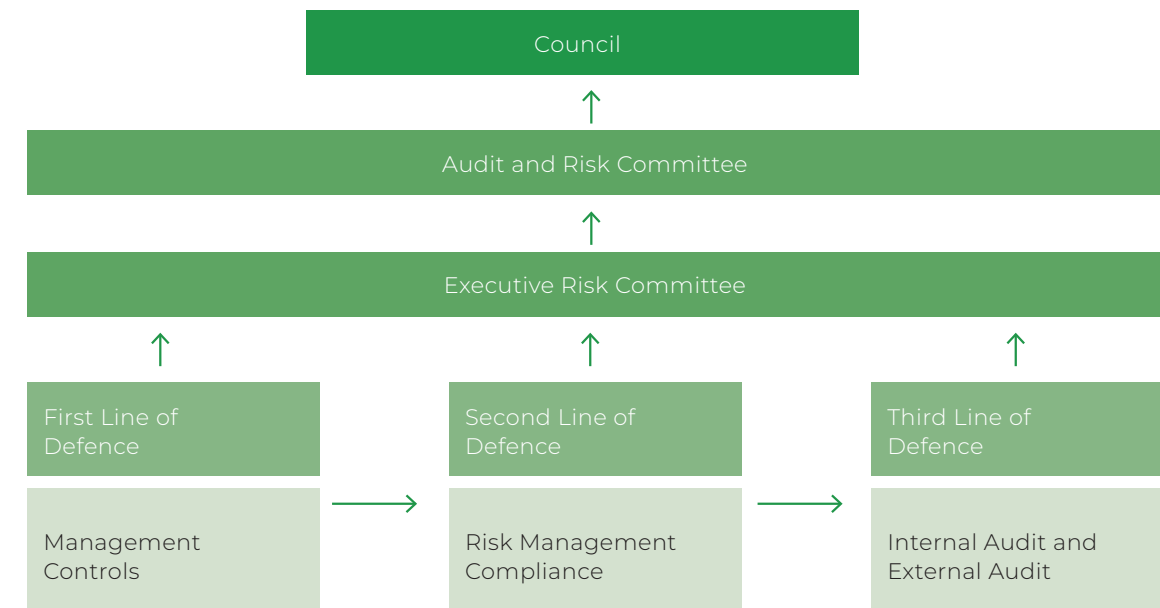 Council
Audit and Risk Committee
Executive Risk Committee
First Line of
Defence
Second Line of
Defence
Third Line of
Defence
Management
Controls
Risk Management
Compliance
Internal Audit and
External Audit